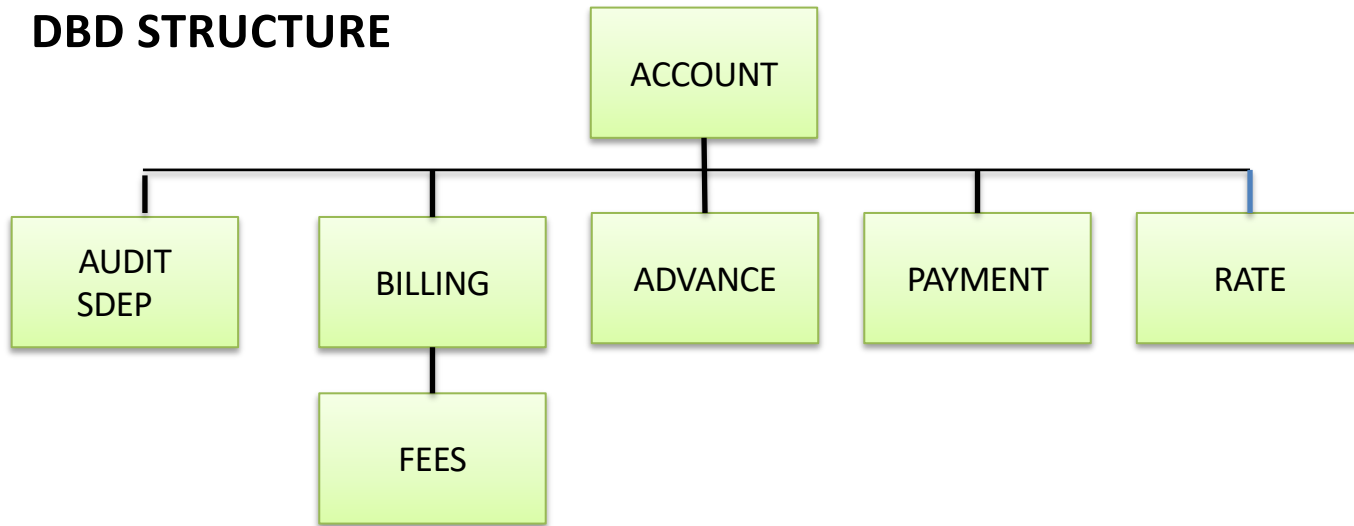 DBD STRUCTURE
ACCOUNT
AUDIT
SDEP
BILLING
ADVANCE
PAYMENT
RATE
FEES